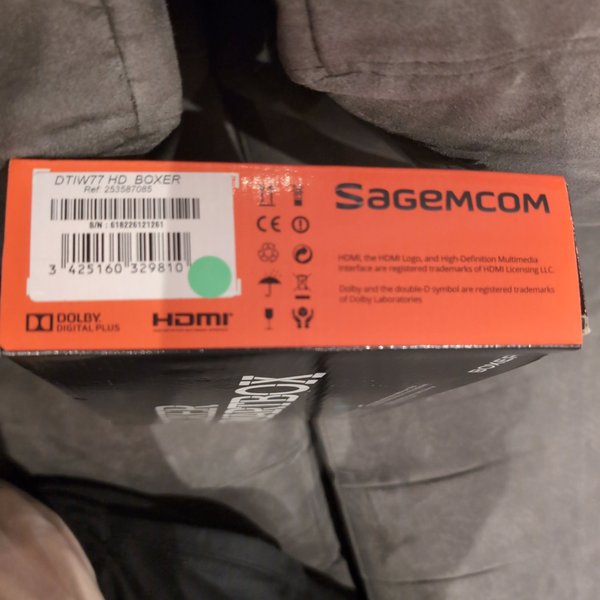 DTIW77 HD BOXER
Ref: 253587085
S/N : 618226121261
3 425160 329810
SAGEMCOM
CE
HDMI, the HDMI Logo, and High-Definition Multimedia
Interface are registered trademarks of HDMI Licensing LLC.
Dolby and the double-D symbol are registered trademarks
of Dolby Laboratories
DOLBY
DIGITAL PLUS
HDMI
BOXER